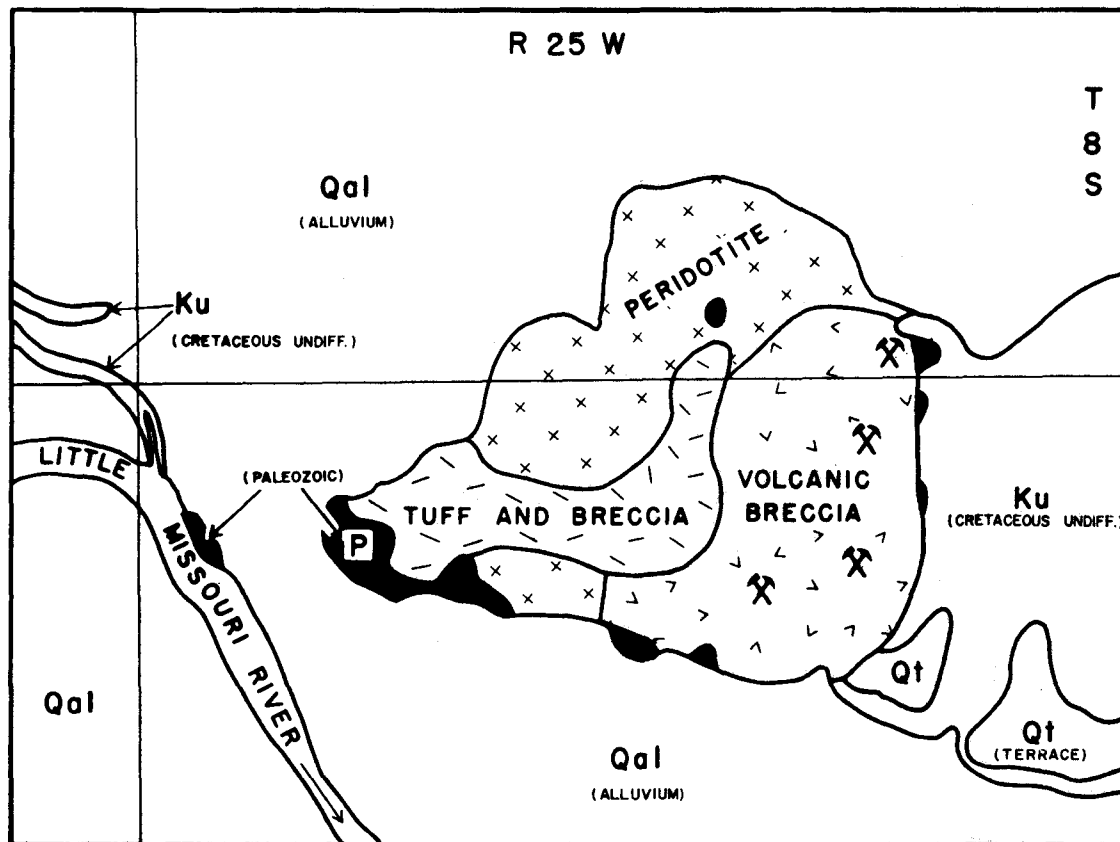 R 25 W
T
8
S
Qal
(ALLUVIUM)
PERIDOTITE
Ku
(CRETACEOUS UNDIFF.)
LITTLE
MISSOURI RIVER
(PALEOZOIC)
P
TUFF AND BRECCIA
VOLCANIC
BRECCIA
Ku
(CRETACEOUS UNDIFF.)
Qt
Qt
(TERRACE)
Qal
Qal
(ALLUVIUM)